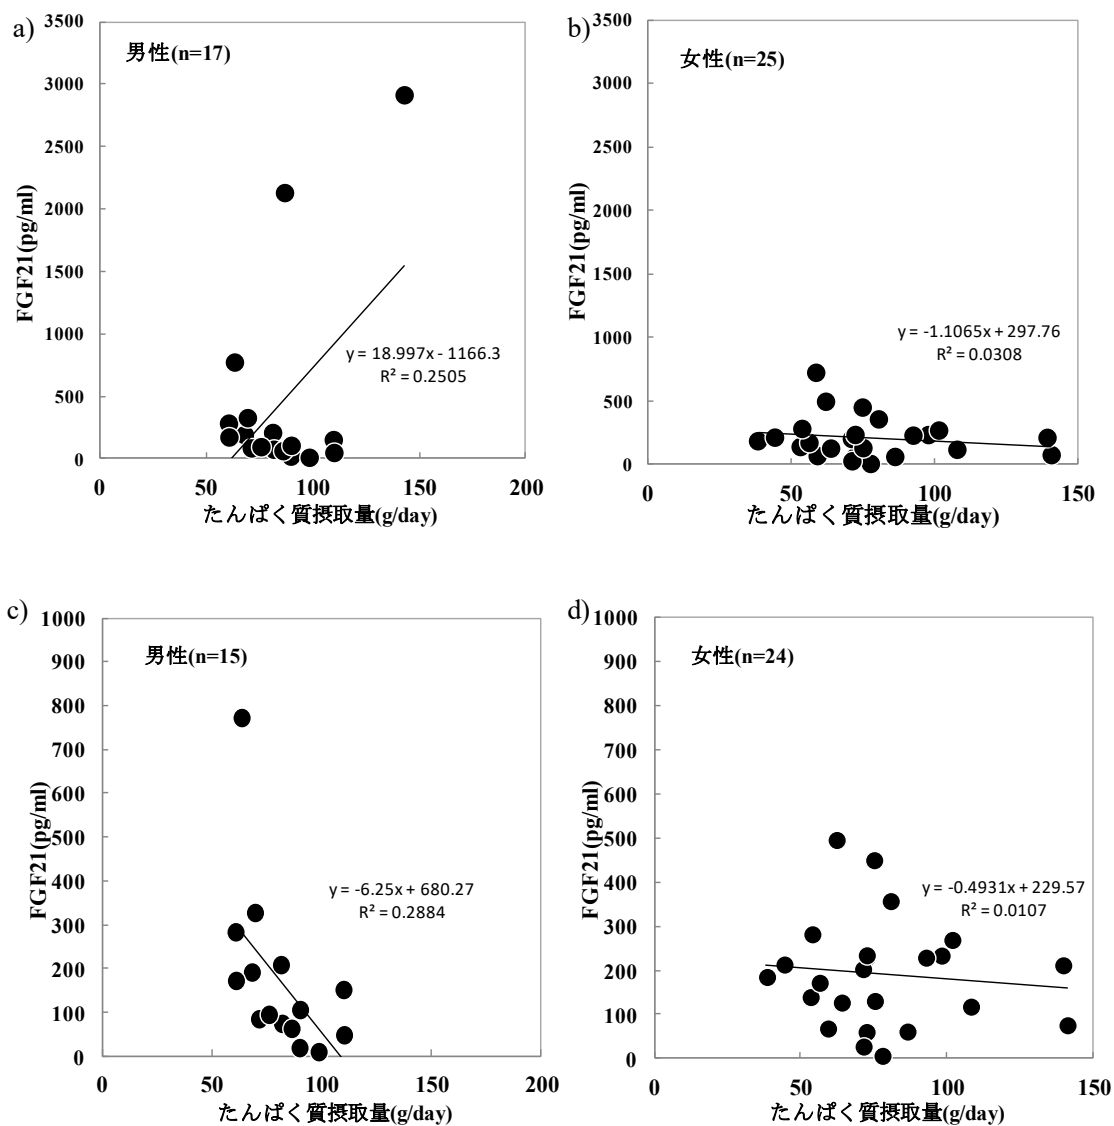 a)
男性(n=17)
3500
3000
2500
2000
1500
1000
500
0
FGF21(pg/ml)
y = 18.997x - 1166.3
R² = 0.2505
0 50 100 150 200
たんぱく質摂取量(g/day)
b)
女性(n=25)
3500
3000
2500
2000
1500
1000
500
0
FGF21(pg/ml)
y = -1.1065x + 297.76
R² = 0.0308
0 50 100 150
たんぱく質摂取量(g/day)
c)
男性(n=15)
1000
900
800
700
600
500
400
300
200
100
0
FGF21(pg/ml)
y = -6.25x + 680.27
R² = 0.2884
0 50 100 150 200
たんぱく質摂取量(g/day)
d)
女性(n=24)
1000
900
800
700
600
500
400
300
200
100
0
FGF21(pg/ml)
y = -0.4931x + 229.57
R² = 0.0107
0 50 100 150
たんぱく質摂取量(g/day)